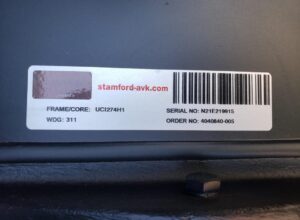 stamford-avk.com
FRAME/CORE: UCI274H1 SERIAL NO: N21F219615
WDG: 311 ORDER NO: 4040840-005